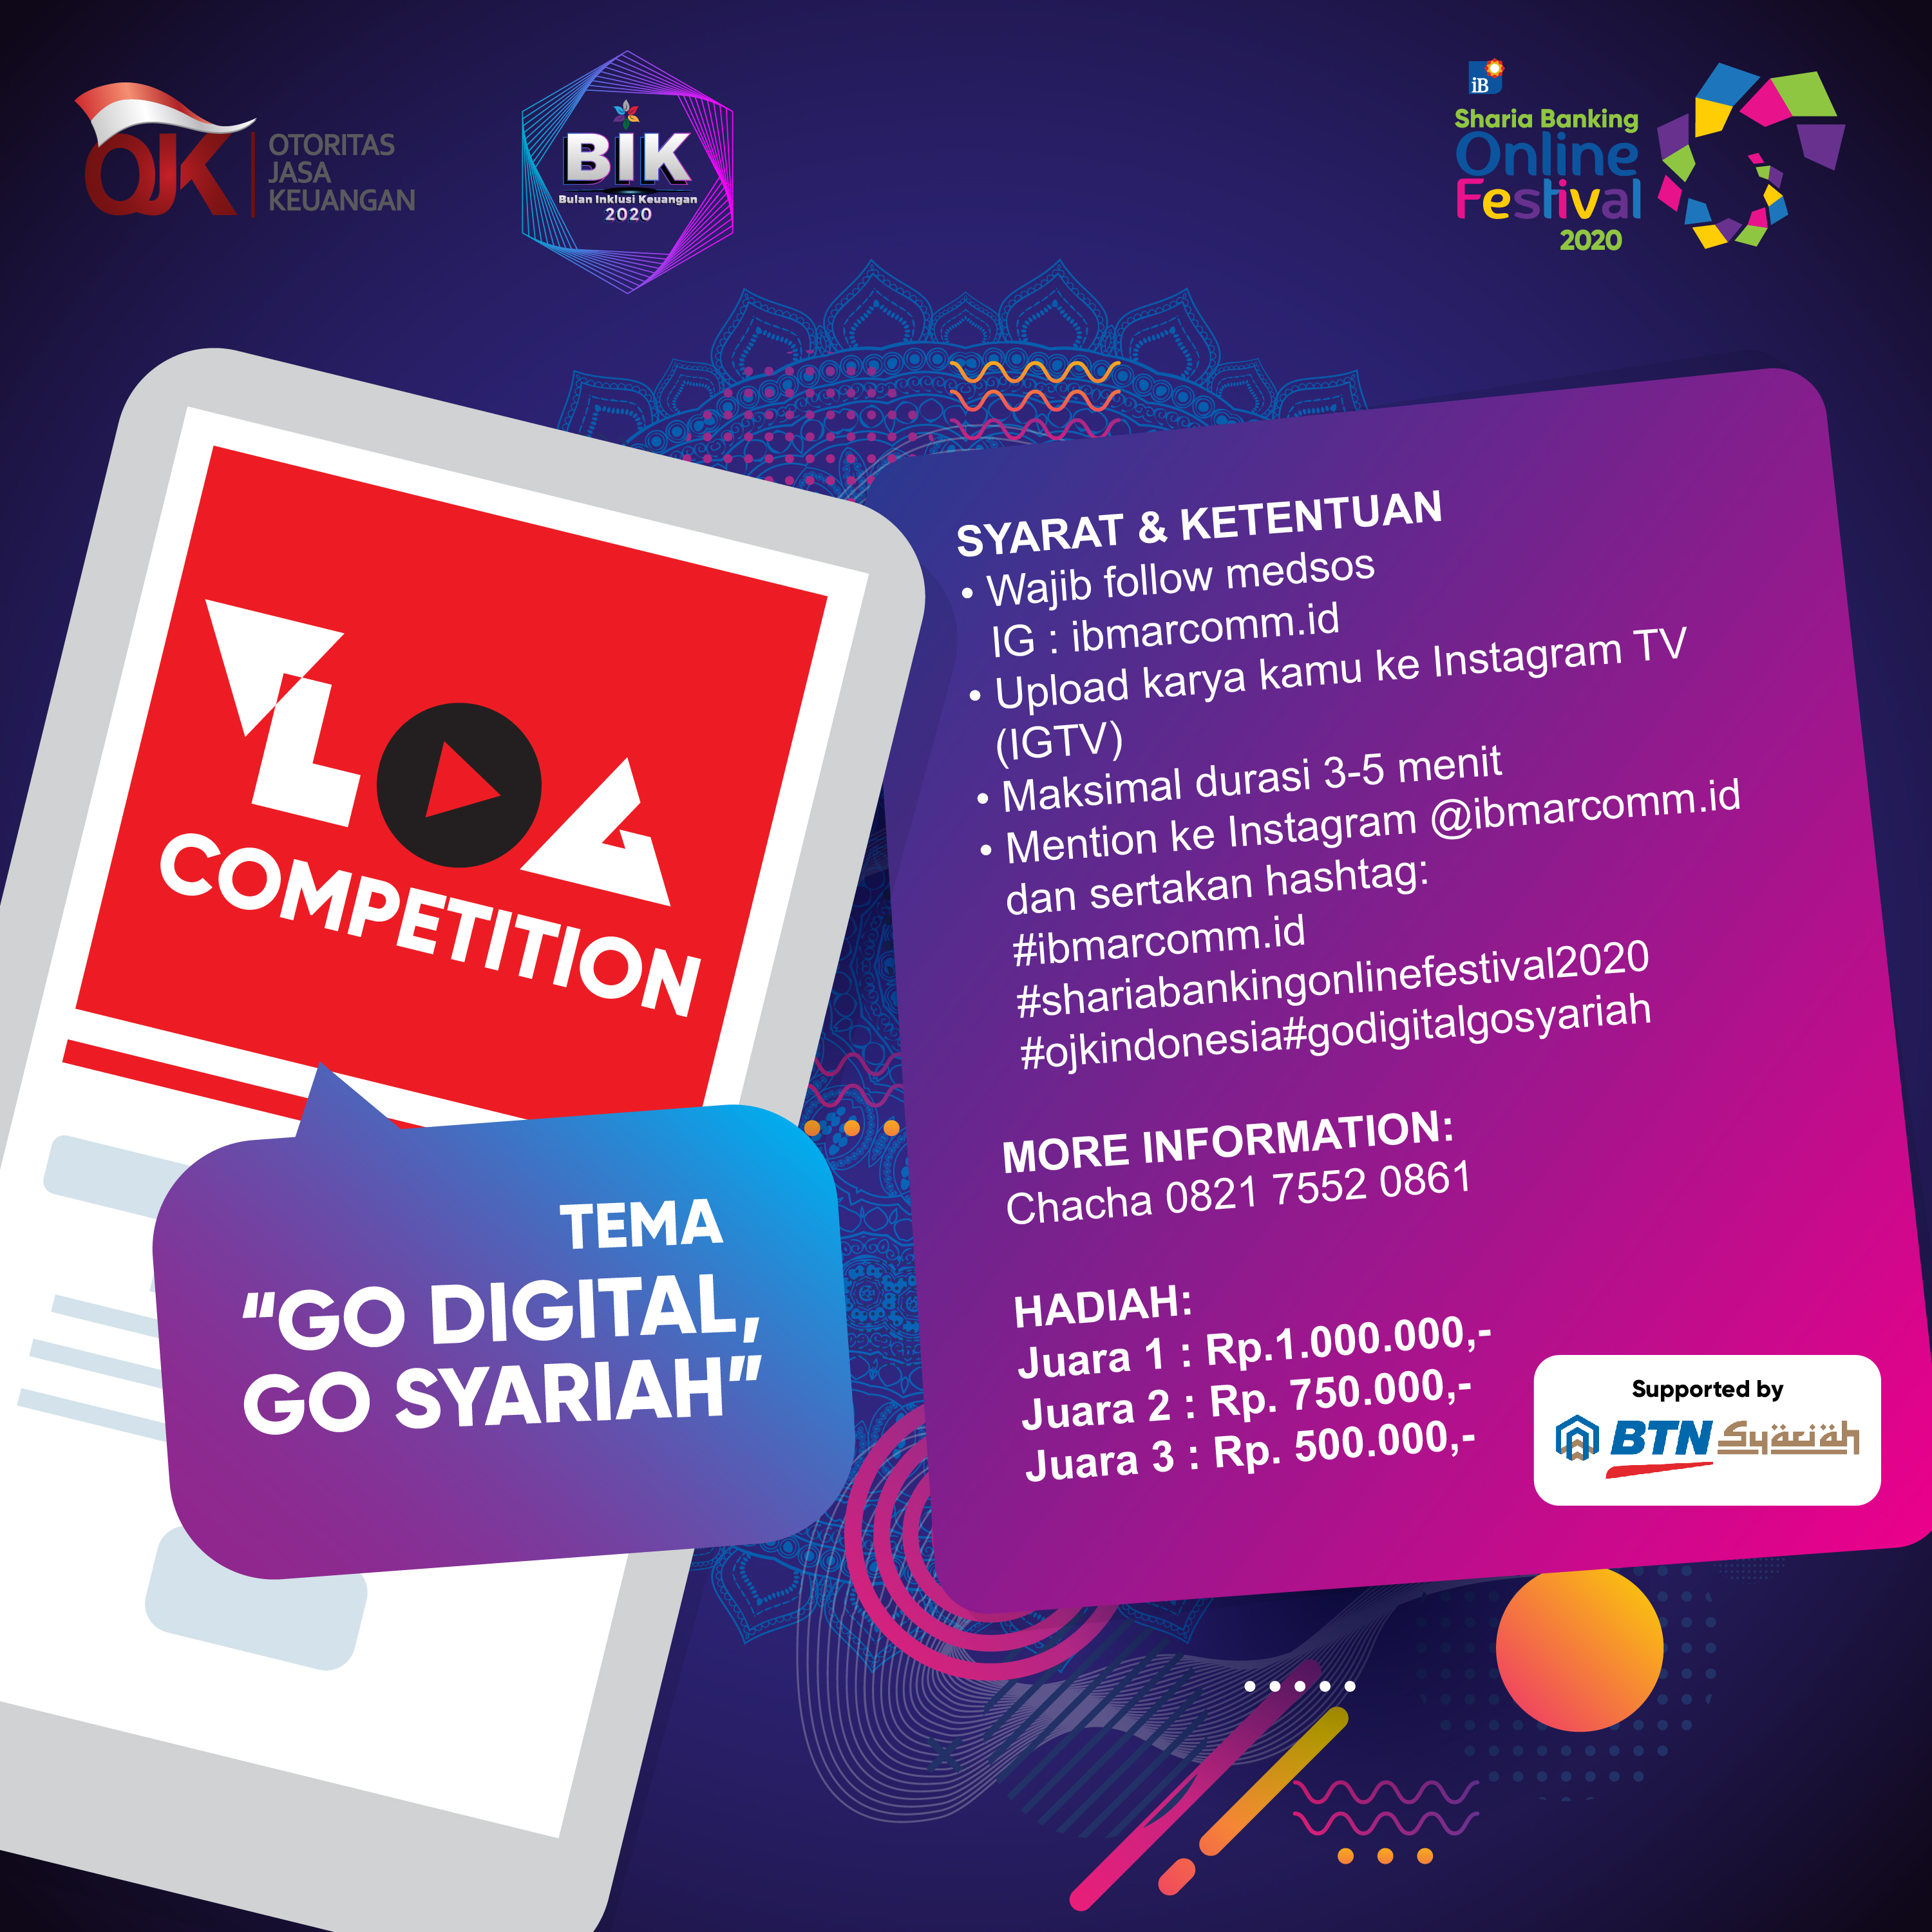 OJK
OTORITAS
JASA
KEUANGAN
BIK
Bulan Inklusi Keuangan
2020
iB
Sharia Banking
Online
Festival
2020
VLOG
COMPETITION
TEMA
“GO DIGITAL,
GO SYARIAH”
SYARAT & KETENTUAN
• Wajib follow medsos
IG : ibmarcomm.id
• Upload karya kamu ke Instagram TV
(IGTV)
• Maksimal durasi 3-5 menit
• Mention ke Instagram @ibmarcomm.id
dan sertakan hashtag:
#ibmarcomm.id
#shariabankingonlinefestival2020
#ojkindonesia#godigitalgosyariah
MORE INFORMATION:
Chacha 0821 7552 0861
HADIAH:
Juara 1 : Rp.1.000.000,-
Juara 2 : Rp. 750.000,-
Juara 3 : Rp. 500.000,-
Supported by
BTN Syariah